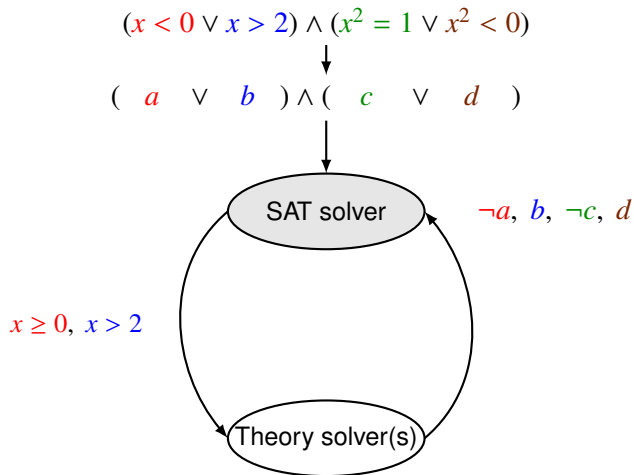 (x < 0 ∨ x > 2) ∧ (x² = 1 ∨ x² < 0)
( a ∨ b ) ∧ ( c ∨ d )
SAT solver
¬a, b, ¬c, d
x ≥ 0, x > 2
Theory solver(s)